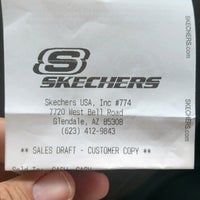 SKECHERS
Skechers USA, Inc #774
7720 West Bell Road
Glendale, AZ 85308
(623) 412-9843
** SALES DRAFT - CUSTOMER COPY **
SKECHERS.com